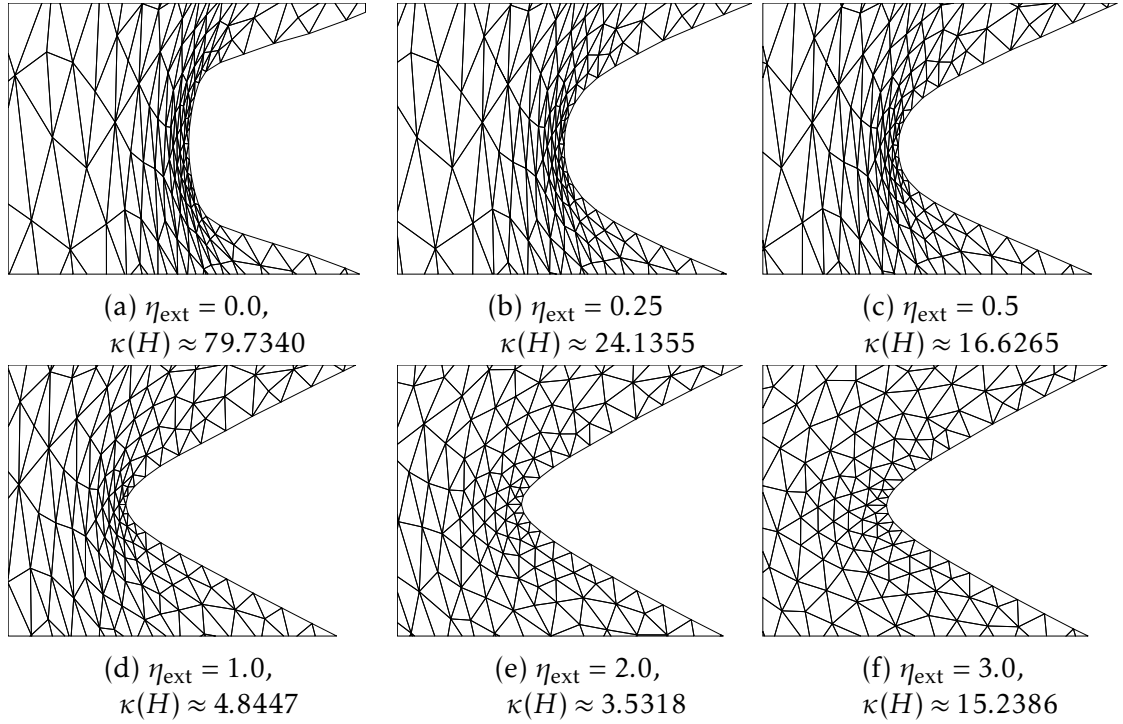 (a) η_ext = 0.0,
κ(H) ≈ 79.7340
(b) η_ext = 0.25
κ(H) ≈ 24.1355
(c) η_ext = 0.5
κ(H) ≈ 16.6265
(d) η_ext = 1.0,
κ(H) ≈ 4.8447
(e) η_ext = 2.0,
κ(H) ≈ 3.5318
(f) η_ext = 3.0,
κ(H) ≈ 15.2386